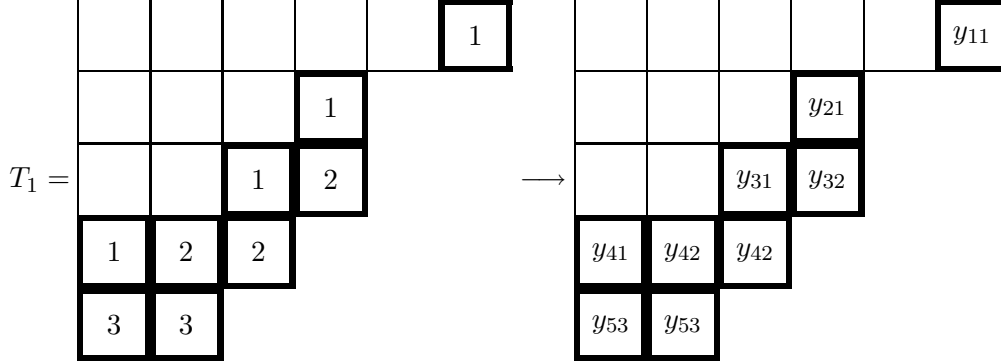 1 y₁₁
1 y₂₁
T₁ = 1 2 ⟶ y₃₁ y₃₂
1 2 2 y₄₁ y₄₂ y₄₂
3 3 y₅₃ y₅₃